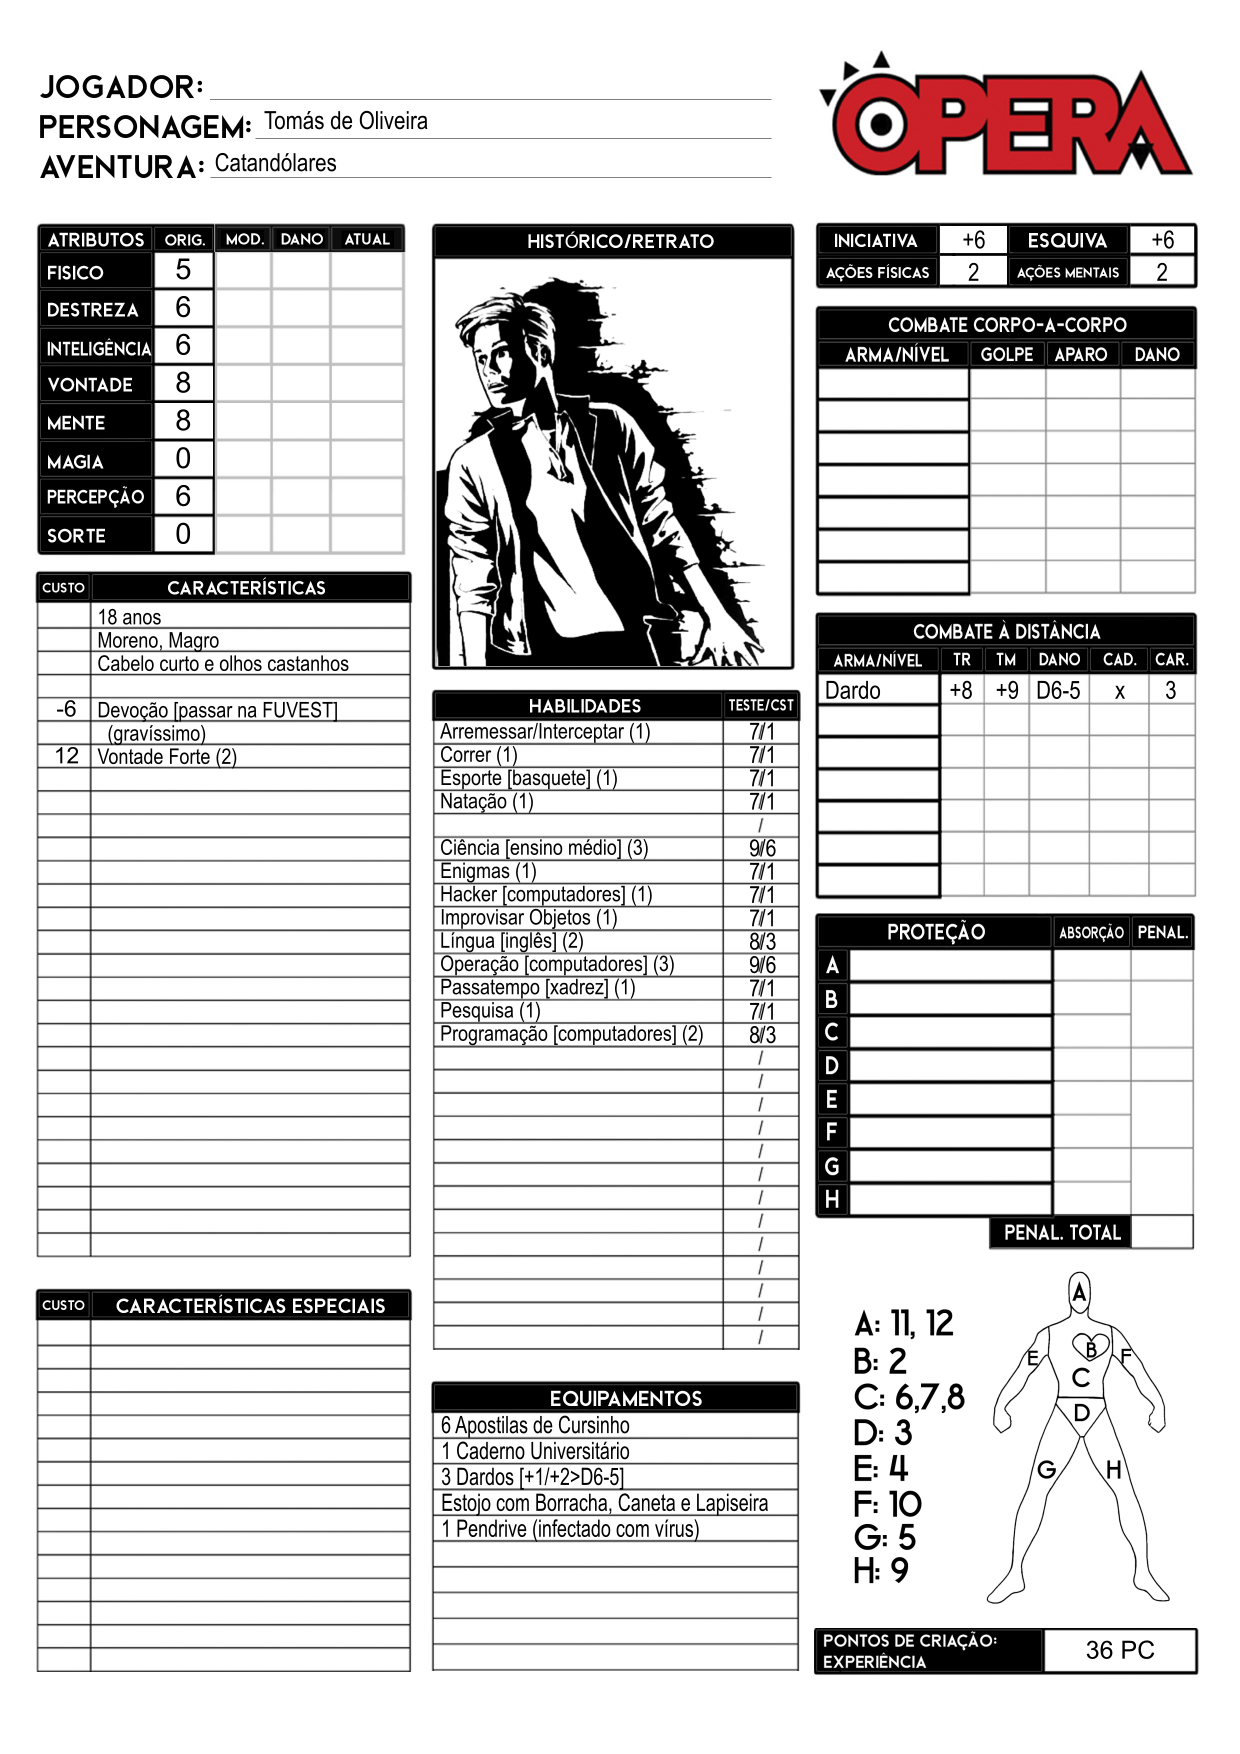 JOGADOR:
PERSONAGEM: Tomás de Oliveira
AVENTURA: Catandólares
OPERA
ATRIBUTOS ORIG. MOD. DANO ATUAL
FISICO 5
DESTREZA 6
INTELIGÊNCIA 6
VONTADE 8
MENTE 8
MAGIA 0
PERCEPÇÃO 6
SORTE 0
CUSTO CARACTERÍSTICAS
18 anos
Moreno, Magro
Cabelo curto e olhos castanhos
-6 Devoção [passar na FUVEST]
(gravíssimo)
12 Vontade Forte (2)
CUSTO CARACTERÍSTICAS ESPECIAIS
HISTÓRICO/RETRATO
HABILIDADES TESTE/CST
Arremessar/Interceptar (1) 7/1
Correr (1) 7/1
Esporte [basquete] (1) 7/1
Natação (1) 7/1
/
Ciência [ensino médio] (3) 9/6
Enigmas (1) 7/1
Hacker [computadores] (1) 7/1
Improvisar Objetos (1) 7/1
Língua [inglês] (2) 8/3
Operação [computadores] (3) 9/6
Passatempo [xadrez] (1) 7/1
Pesquisa (1) 7/1
Programação [computadores] (2) 8/3
/
/
/
/
/
/
/
/
/
/
/
/
/
EQUIPAMENTOS
6 Apostilas de Cursinho
1 Caderno Universitário
3 Dardos [+1/+2>D6-5]
Estojo com Borracha, Caneta e Lapiseira
1 Pendrive (infectado com vírus)
INICIATIVA +6 ESQUIVA +6
AÇÕES FÍSICAS 2 AÇÕES MENTAIS 2
COMBATE CORPO-A-CORPO
ARMA/NÍVEL GOLPE APARO DANO
COMBATE À DISTÂNCIA
ARMA/NÍVEL TR TM DANO CAD. CAR.
Dardo +8 +9 D6-5 x 3
PROTEÇÃO ABSORÇÃO PENAL.
A
B
C
D
E
F
G
H
PENAL. TOTAL
A: 11, 12
B: 2
C: 6,7,8
D: 3
E: 4
F: 10
G: 5
H: 9
A
E B F
C
D
G H
PONTOS DE CRIAÇÃO: 36 PC
EXPERIÊNCIA